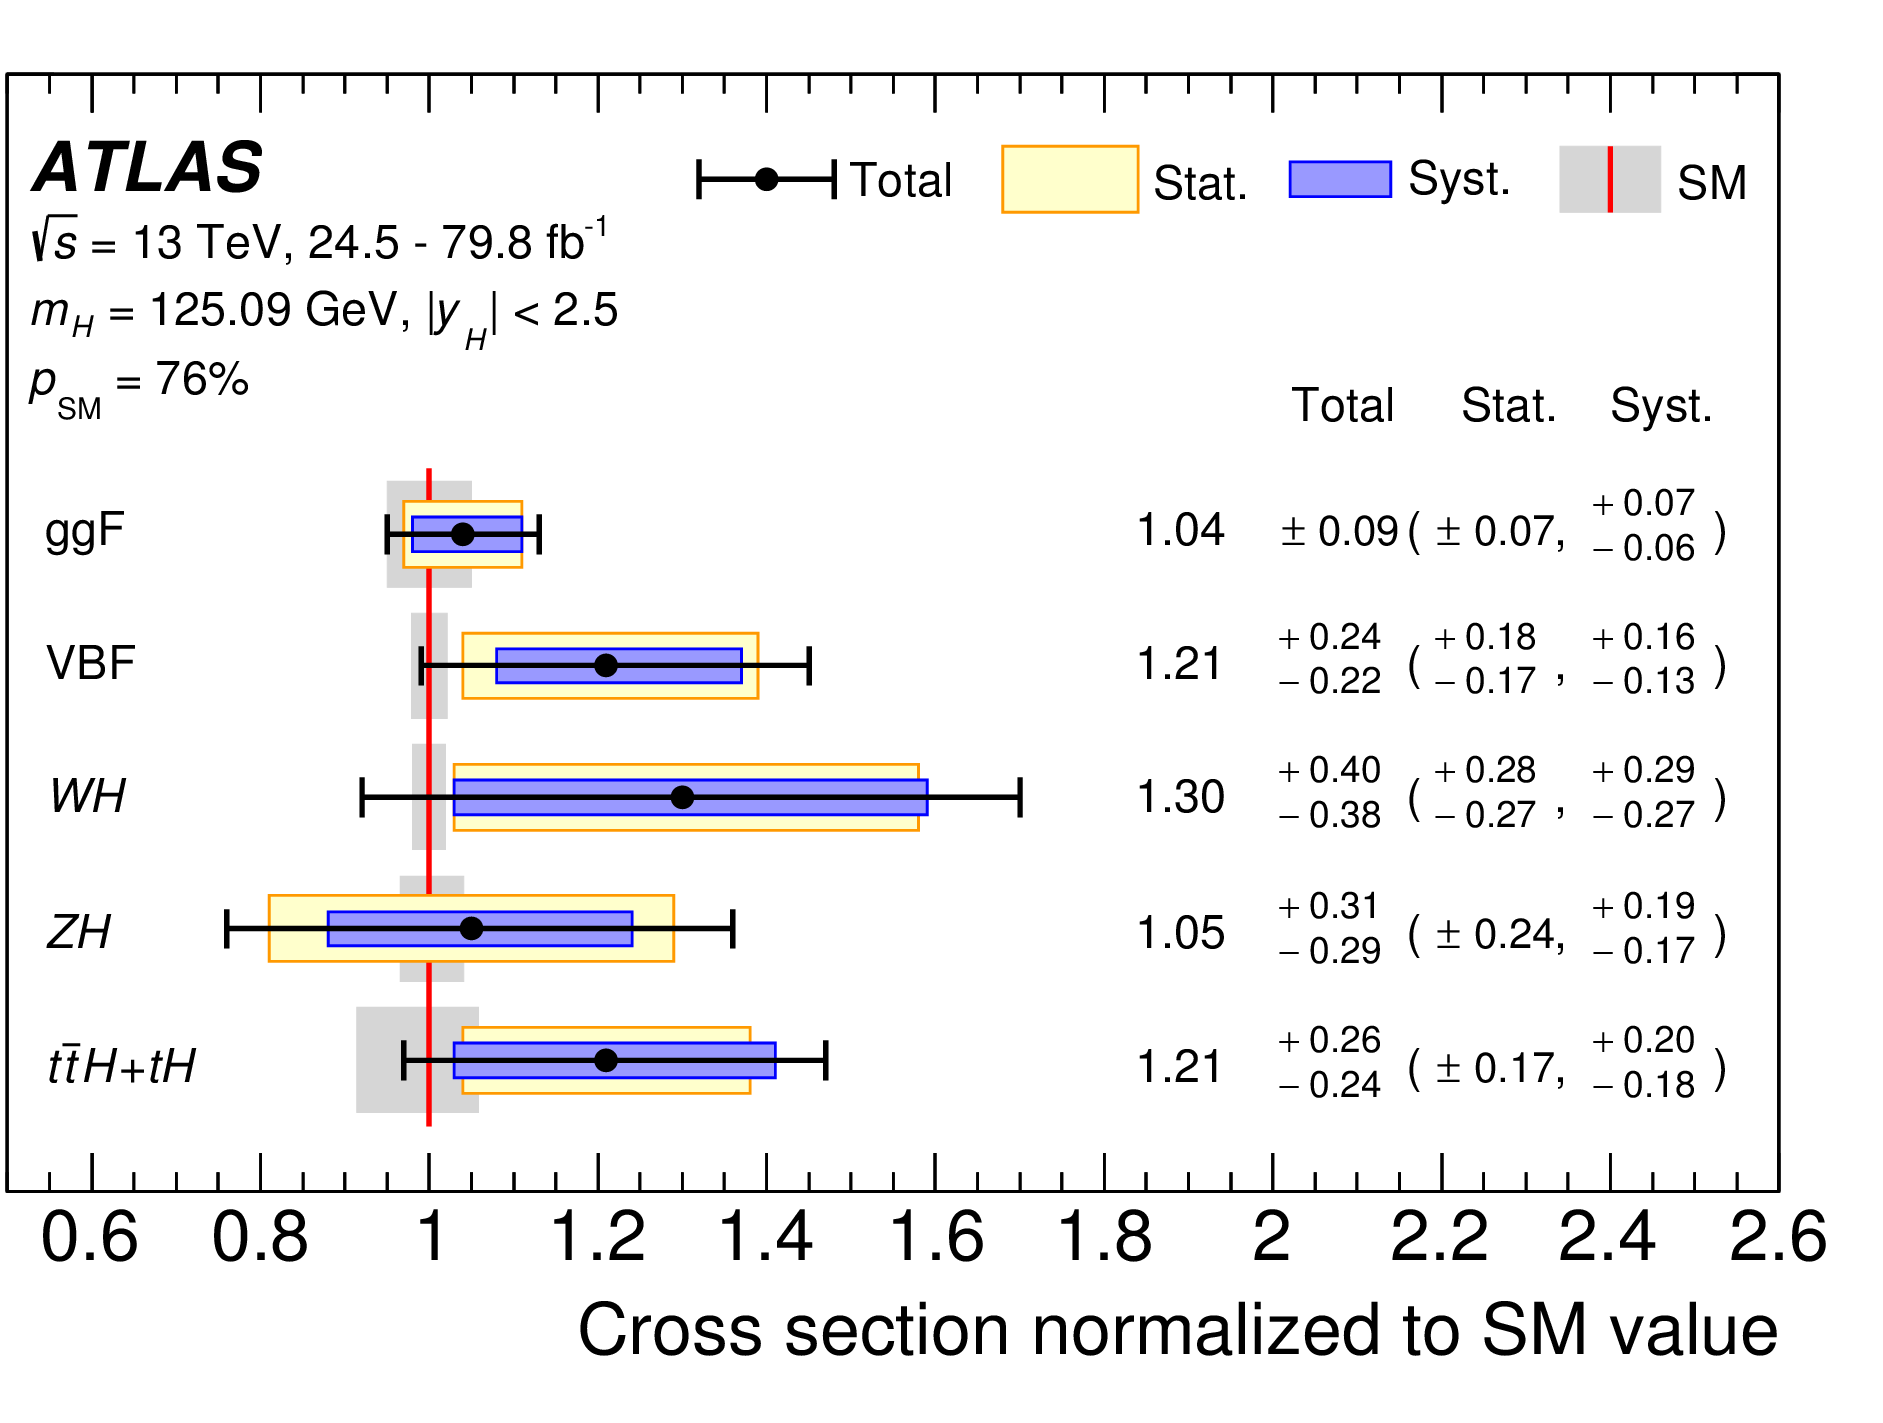 ATLAS
Total Stat. Syst. SM
√s = 13 TeV, 24.5 - 79.8 fb⁻¹
m_H = 125.09 GeV, |y_H| < 2.5
p_SM = 76%
Total Stat. Syst.
ggF 1.04 ± 0.09 ( ± 0.07, + 0.07 − 0.06 )
VBF 1.21 + 0.24 − 0.22 ( + 0.18 − 0.17 , + 0.16 − 0.13 )
WH 1.30 + 0.40 − 0.38 ( + 0.28 − 0.27 , + 0.29 − 0.27 )
ZH 1.05 + 0.31 − 0.29 ( ± 0.24, + 0.19 − 0.17 )
tt̄H+tH 1.21 + 0.26 − 0.24 ( ± 0.17, + 0.20 − 0.18 )
0.6 0.8 1 1.2 1.4 1.6 1.8 2 2.2 2.4 2.6
Cross section normalized to SM value